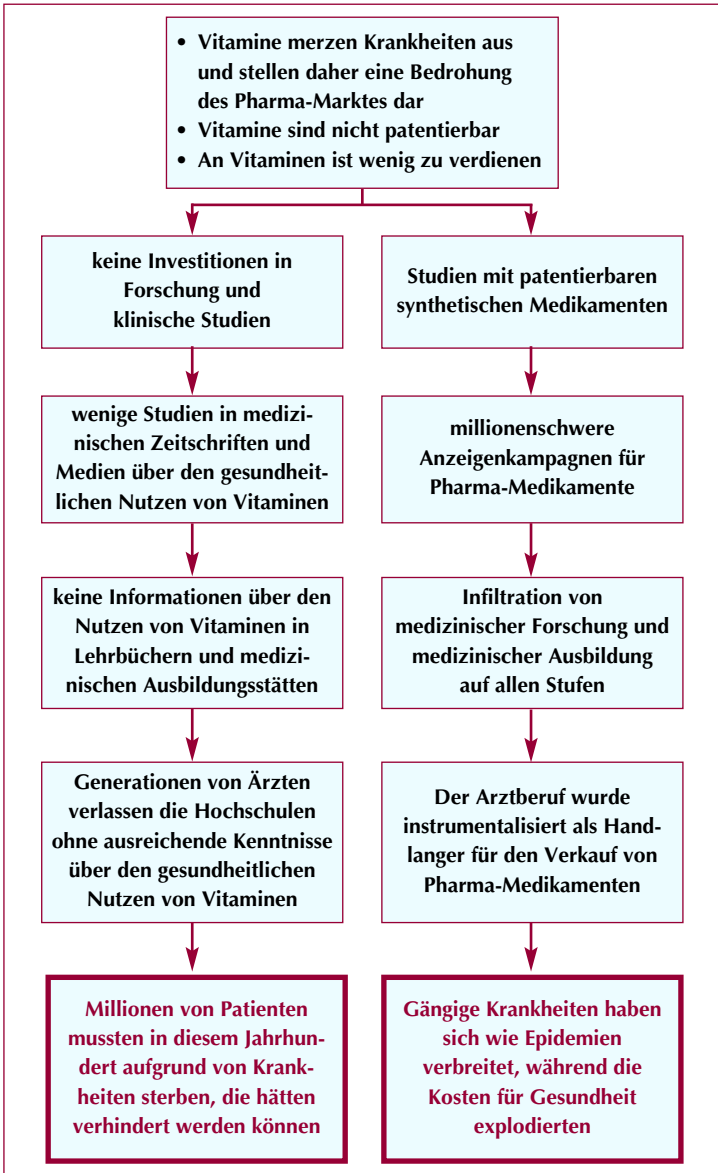 • Vitamine merzen Krankheiten aus
und stellen daher eine Bedrohung
des Pharma-Marktes dar
• Vitamine sind nicht patentierbar
• An Vitaminen ist wenig zu verdienen
keine Investitionen in
Forschung und
klinische Studien
wenige Studien in medizi-
nischen Zeitschriften und
Medien über den gesundheit-
lichen Nutzen von Vitaminen
keine Informationen über den
Nutzen von Vitaminen in
Lehrbüchern und medizi-
nischen Ausbildungsstätten
Generationen von Ärzten
verlassen die Hochschulen
ohne ausreichende Kenntnisse
über den gesundheitlichen
Nutzen von Vitaminen
Millionen von Patienten
mussten in diesem Jahrhun-
dert aufgrund von Krank-
heiten sterben, die hätten
verhindert werden können
Studien mit patentierbaren
synthetischen Medikamenten
millionenschwere
Anzeigenkampagnen für
Pharma-Medikamente
Infiltration von
medizinischer Forschung und
medizinischer Ausbildung
auf allen Stufen
Der Arztberuf wurde
instrumentalisiert als Hand-
langer für den Verkauf von
Pharma-Medikamenten
Gängige Krankheiten haben
sich wie Epidemien
verbreitet, während die
Kosten für Gesundheit
explodierten